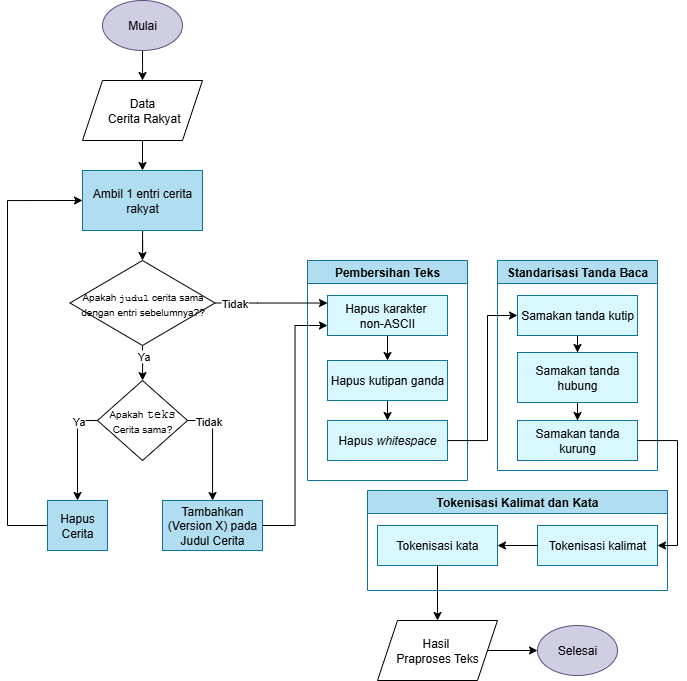 Mulai
Data
Cerita Rakyat
Ambil 1 entri cerita
rakyat
Apakah judul cerita sama
dengan entri sebelumnya??
Tidak
Ya
Apakah teks
Cerita sama?
Ya
Tidak
Hapus
Cerita
Tambahkan
(Version X) pada
Judul Cerita
Pembersihan Teks
Hapus karakter
non-ASCII
Hapus kutipan ganda
Hapus whitespace
Standarisasi Tanda Baca
Samakan tanda kutip
Samakan tanda
hubung
Samakan tanda
kurung
Tokenisasi Kalimat dan Kata
Tokenisasi kata
Tokenisasi kalimat
Hasil
Praproses Teks
Selesai